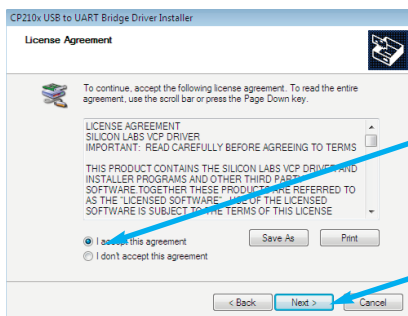 CP210x USB to UART Bridge Driver Installer
License Agreement
To continue, accept the following license agreement. To read the entire
agreement, use the scroll bar or press the Page Down key.
LICENSE AGREEMENT
SILICON LABS VCP DRIVER
IMPORTANT: READ CAREFULLY BEFORE AGREEING TO TERMS
THIS PRODUCT CONTAINS THE SILICON LABS VCP DRIVER AND
INSTALLER PROGRAMS AND OTHER THIRD PARTY
SOFTWARE.TOGETHER THESE PRODUCTS ARE REFERRED TO
AS THE "LICENSED SOFTWARE". USE OF THE LICENSED
SOFTWARE IS SUBJECT TO THE TERMS OF THIS LICENSE
I accept this agreement
Save As
Print
I don't accept this agreement
< Back
Next >
Cancel